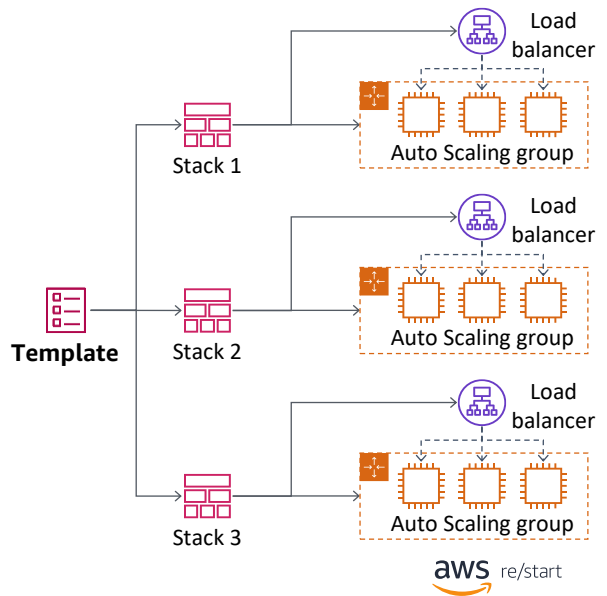 Load
balancer
Auto Scaling group
Stack 1
Load
balancer
Auto Scaling group
Template
Stack 2
Load
balancer
Auto Scaling group
Stack 3
aws re/start